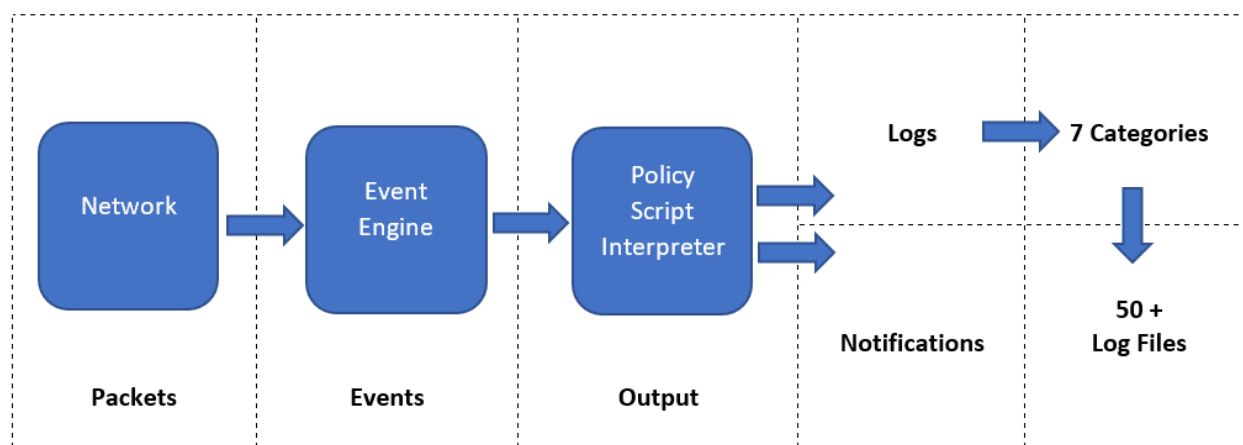 Network
Event
Engine
Policy
Script
Interpreter
Logs
7 Categories
Notifications
50 +
Log Files
Packets
Events
Output